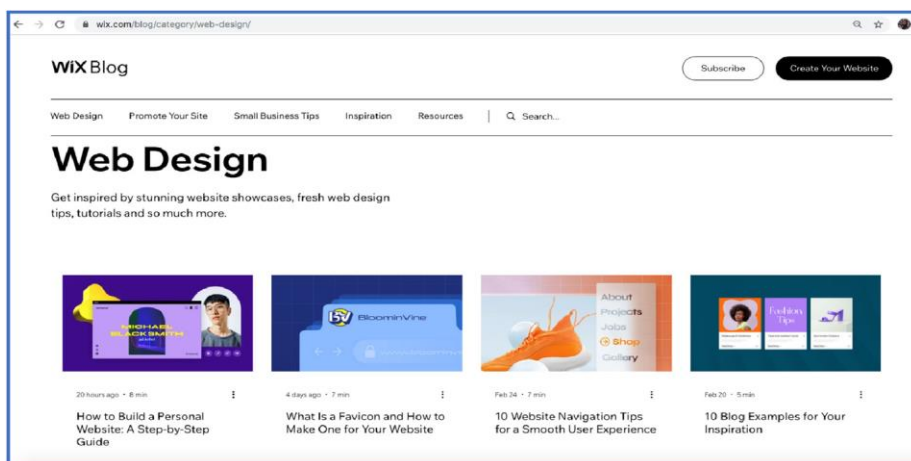 wix.com/blog/category/web-design/
WiX Blog
Subscribe
Create Your Website
Web Design Promote Your Site Small Business Tips Inspiration Resources | Search...
Web Design
Get inspired by stunning website showcases, fresh web design
tips, tutorials and so much more.
MICHAEL
BLACKSMITH
BV BloominVine
About
Projects
Jobs
Shop
Gallery
Fashion
Tips
20 hours ago • 8 min
How to Build a Personal
Website: A Step-by-Step
Guide
4 days ago • 7 min
What Is a Favicon and How to
Make One for Your Website
Feb 24 • 7 min
10 Website Navigation Tips
for a Smooth User Experience
Feb 20 • 5 min
10 Blog Examples for Your
Inspiration